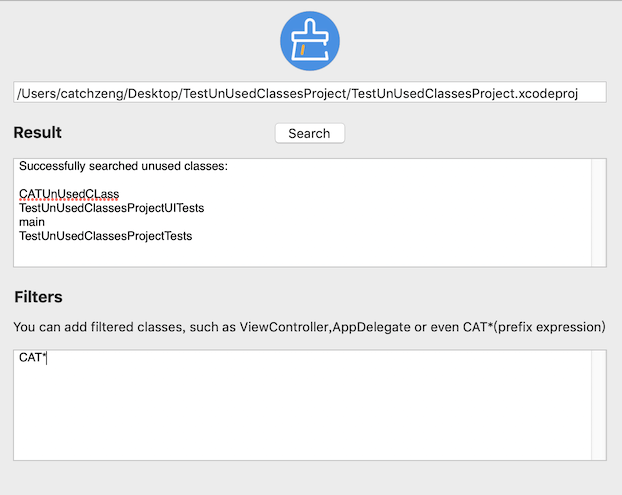 /Users/catchzeng/Desktop/TestUnUsedClassesProject/TestUnUsedClassesProject.xcodeproj
Result
Search
Successfully searched unused classes:
CATUnUsedCLass
TestUnUsedClassesProjectUITests
main
TestUnUsedClassesProjectTests
Filters
You can add filtered classes, such as ViewController,AppDelegate or even CAT*(prefix expression)
CAT*